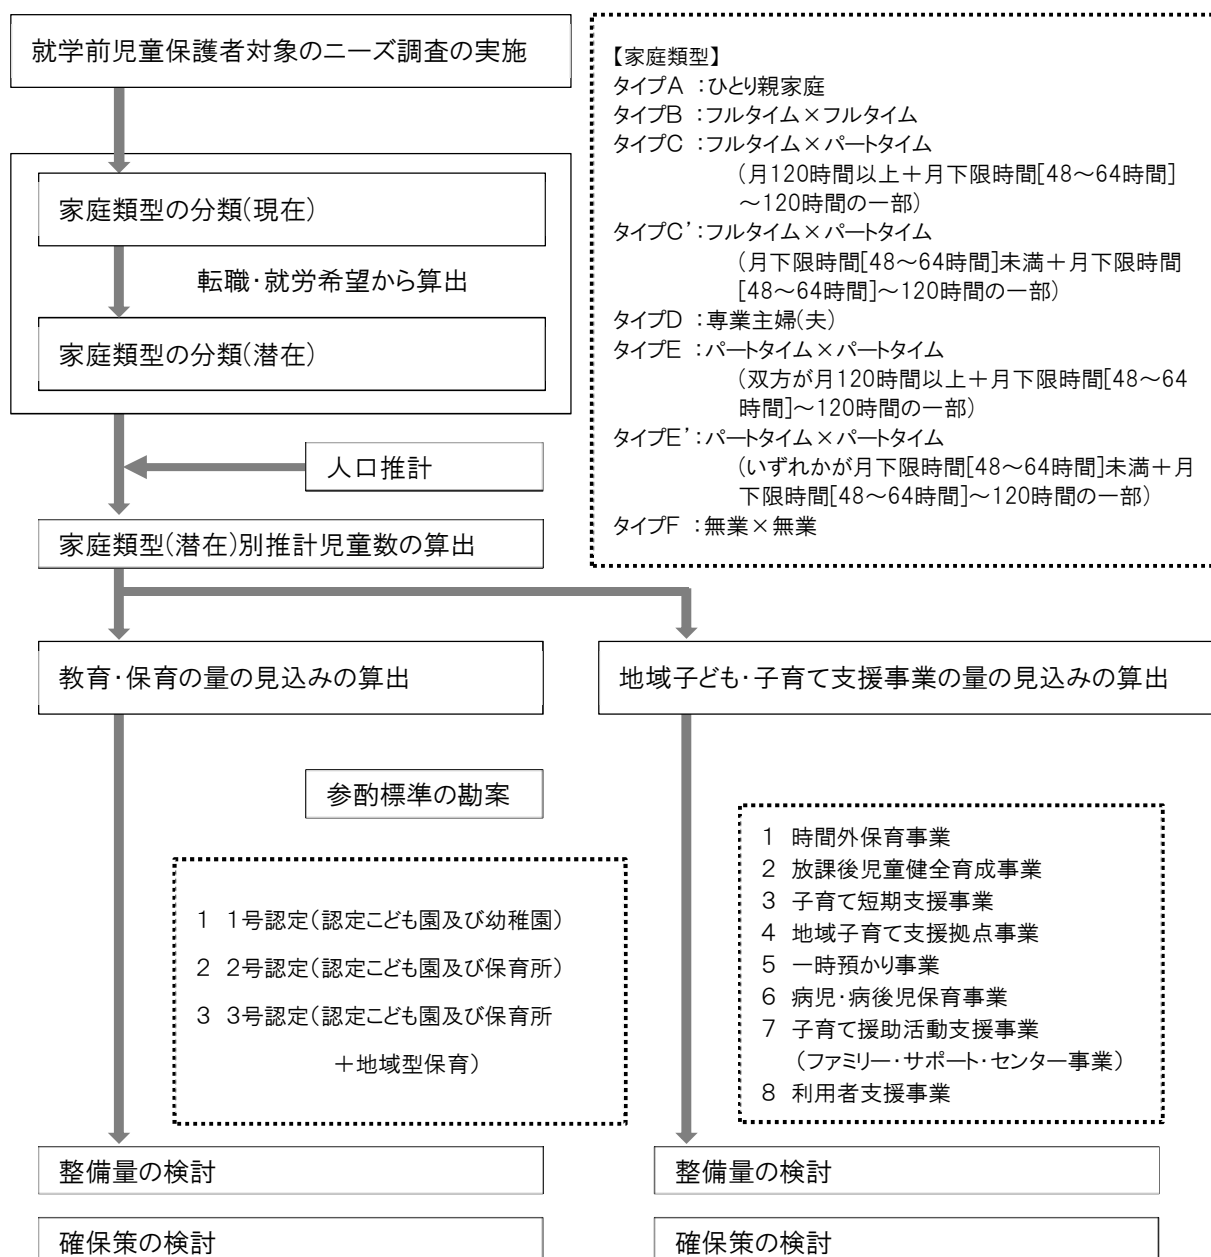 就学前児童保護者対象のニーズ調査の実施
家庭類型の分類(現在)
転職・就労希望から算出
家庭類型の分類(潜在)
人口推計
家庭類型(潜在)別推計児童数の算出
【家庭類型】
タイプA ：ひとり親家庭
タイプB ：フルタイム×フルタイム
タイプC ：フルタイム×パートタイム
(月120時間以上＋月下限時間[48～64時間]
～120時間の一部)
タイプC’：フルタイム×パートタイム
(月下限時間[48～64時間]未満＋月下限時間
[48～64時間]～120時間の一部)
タイプD ：専業主婦(夫)
タイプE ：パートタイム×パートタイム
(双方が月120時間以上＋月下限時間[48～64
時間]～120時間の一部)
タイプE’：パートタイム×パートタイム
(いずれかが月下限時間[48～64時間]未満＋月
下限時間[48～64時間]～120時間の一部)
タイプF ：無業×無業
教育・保育の量の見込みの算出
参酌標準の勘案
1 1号認定(認定こども園及び幼稚園)
2 2号認定(認定こども園及び保育所)
3 3号認定(認定こども園及び保育所
＋地域型保育)
整備量の検討
確保策の検討
地域子ども・子育て支援事業の量の見込みの算出
1 時間外保育事業
2 放課後児童健全育成事業
3 子育て短期支援事業
4 地域子育て支援拠点事業
5 一時預かり事業
6 病児・病後児保育事業
7 子育て援助活動支援事業
(ファミリー・サポート・センター事業)
8 利用者支援事業
整備量の検討
確保策の検討